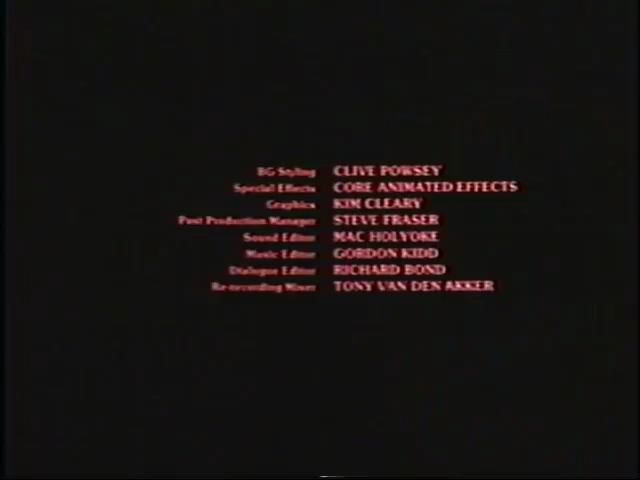 BG Styling CLIVE POWSEY
Special Effects CORE ANIMATED EFFECTS
Graphics KIM CLEARY
Post Production Manager STEVE FRASER
Sound Editor MAC HOLYOKE
Music Editor GORDON KIDD
Dialogue Editor RICHARD BOND
Re-recording Mixer TONY VAN DEN AKKER